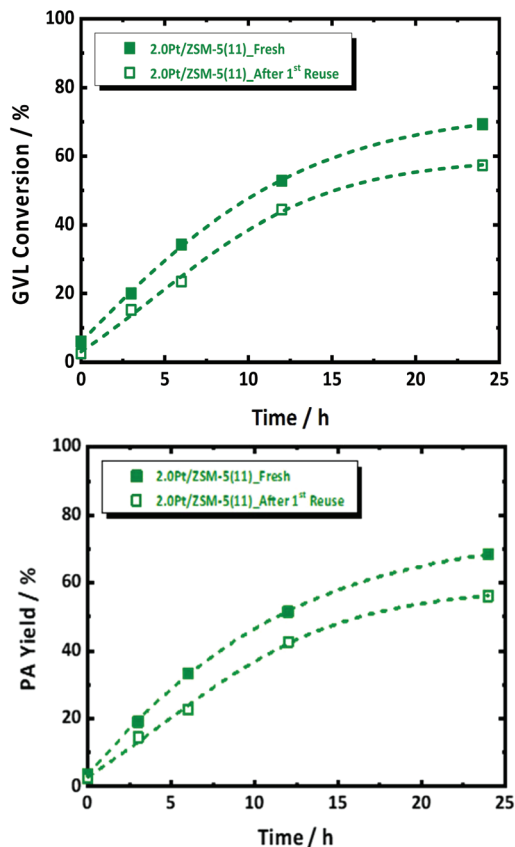 GVL Conversion / %
100
80
60
40
20
0
2.0Pt/ZSM-5(11)_Fresh
2.0Pt/ZSM-5(11)_After 1st Reuse
0 5 10 15 20 25
Time / h
PA Yield / %
100
80
60
40
20
0
2.0Pt/ZSM-5(11)_Fresh
2.0Pt/ZSM-5(11)_After 1st Reuse
0 5 10 15 20 25
Time / h